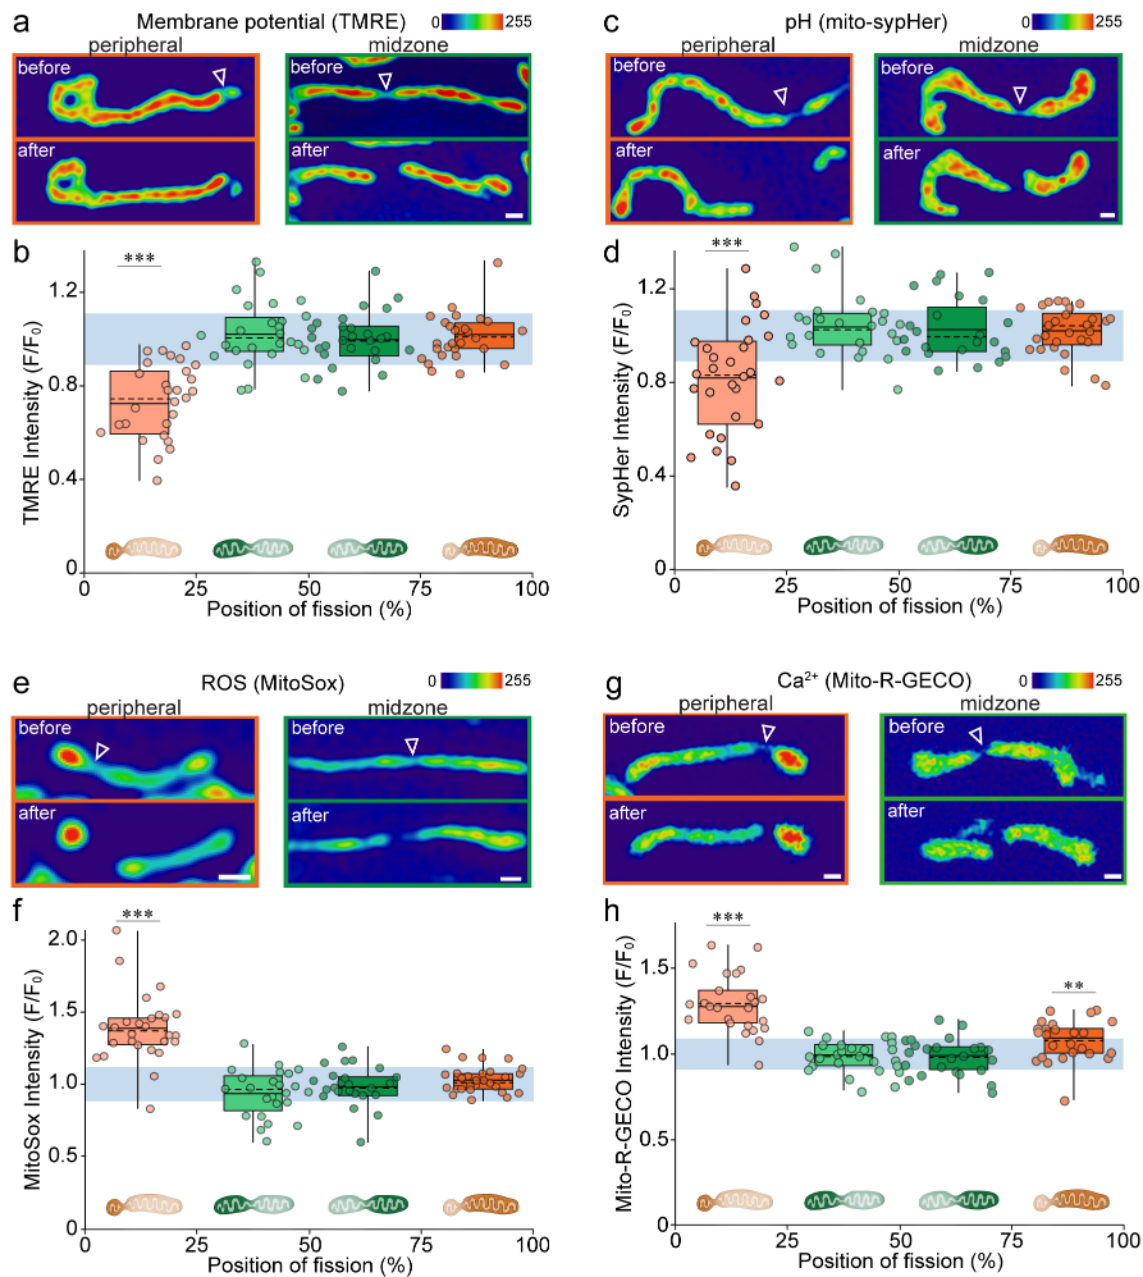 a Membrane potential (TMRE) 0 255
peripheral midzone
before before
after after
b
***
TMRE Intensity (F/F0)
1.2
0.8
0.4
0
0 25 50 75 100
Position of fission (%)
c pH (mito-sypHer) 0 255
peripheral midzone
before before
after after
d
***
SypHer Intensity (F/F0)
1.2
0.8
0.4
0
0 25 50 75 100
Position of fission (%)
e ROS (MitoSox) 0 255
peripheral midzone
before before
after after
f
***
MitoSox Intensity (F/F0)
2.0
1.5
1.0
0.5
0
0 25 50 75 100
Position of fission (%)
g Ca²⁺ (Mito-R-GECO) 0 255
peripheral midzone
before before
after after
h
*** **
Mito-R-GECO Intensity (F/F0)
1.5
1.0
0.5
0
0 25 50 75 100
Position of fission (%)